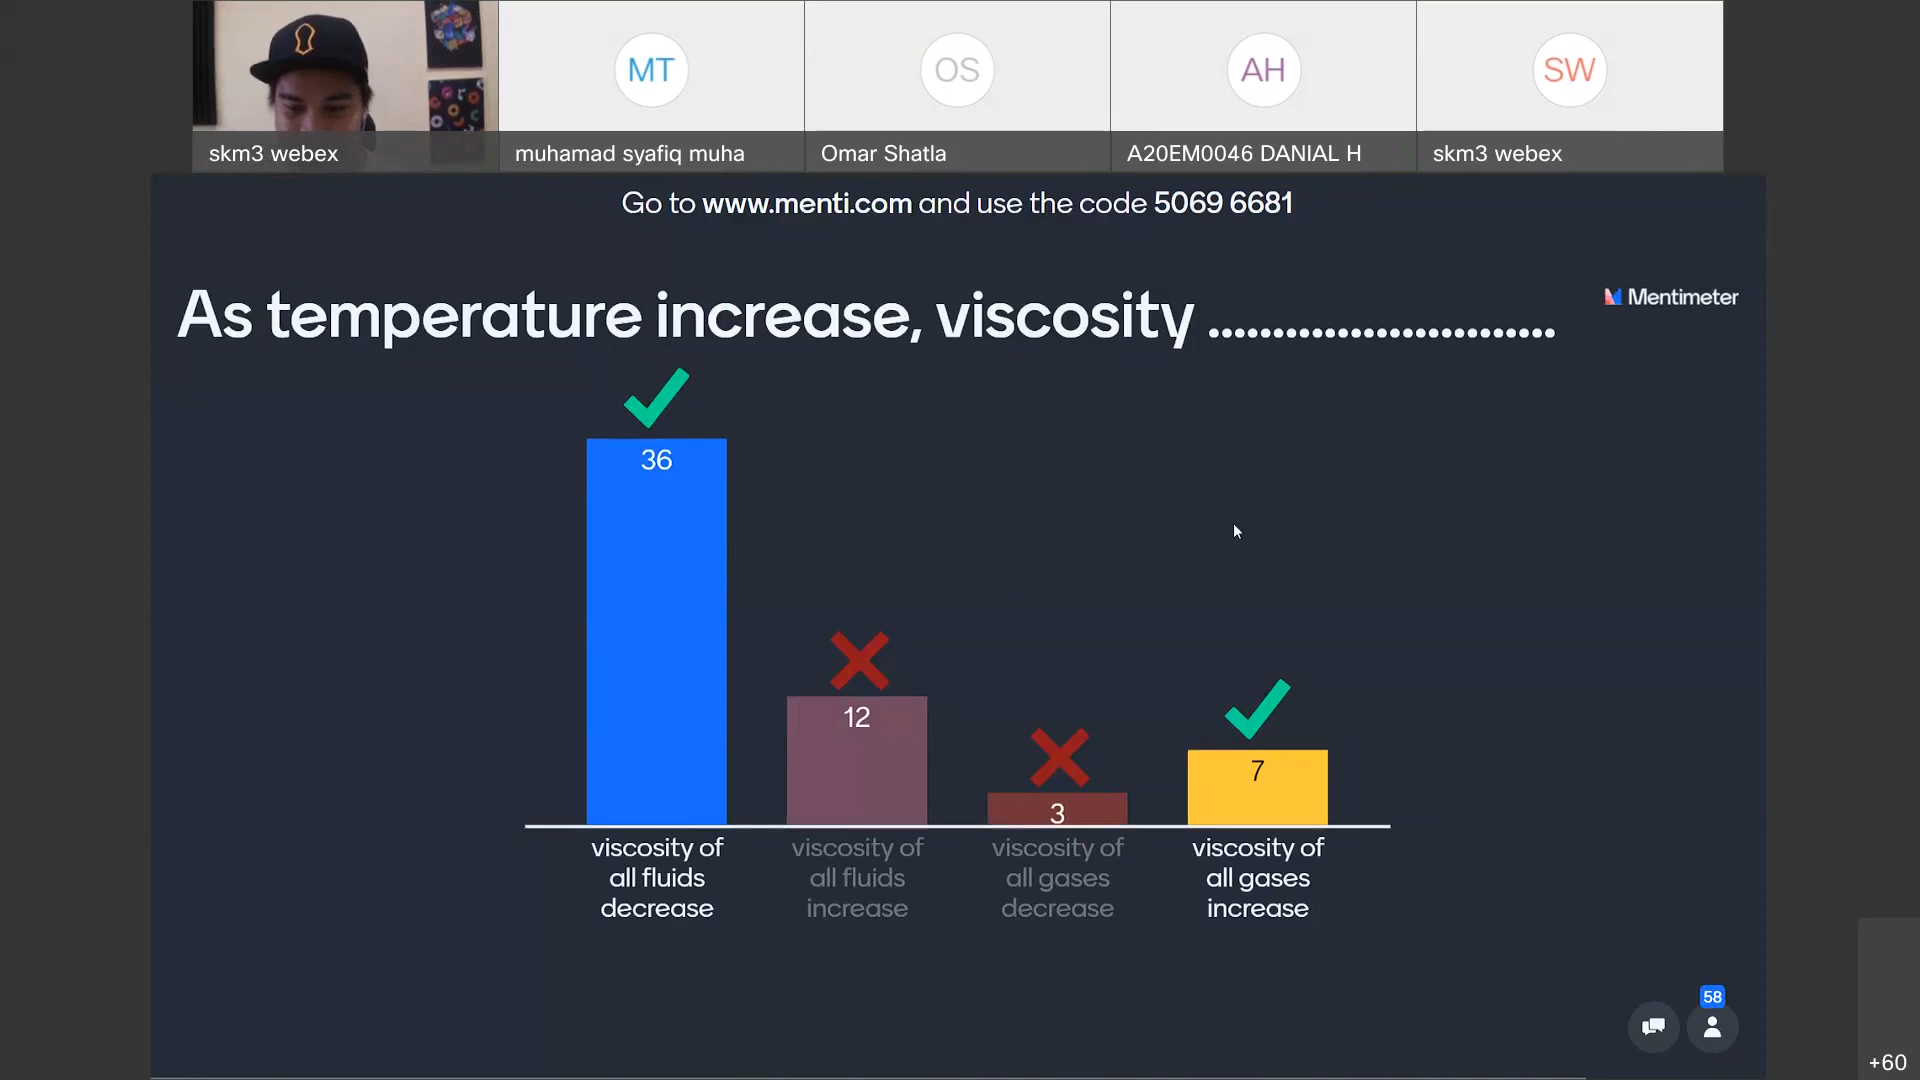 MT
OS
AH
SW
skm3 webex
muhamad syafiq muha
Omar Shatla
A20EM0046 DANIAL H
skm3 webex
Go to www.menti.com and use the code 5069 6681
As temperature increase, viscosity ...........................
Mentimeter
36
12
3
7
viscosity of
all fluids
decrease
viscosity of
all fluids
increase
viscosity of
all gases
decrease
viscosity of
all gases
increase
58
+60